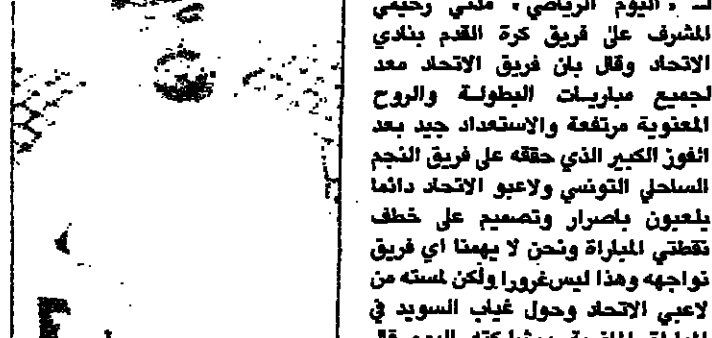 لـ «اليوم الرياضي» مدني رحيمي
المشرف على فريق كرة القدم بنادي
الاتحاد وقال بان فريق الاتحاد معد
لجميع مباريـات البطولـة والروح
المعنوية مرتفعة والاستعداد جيد بعد
الفوز الكبير الذي حققه على فريق النجم
الساحلي التونسي ولاعبو الاتحاد دائما
يلعبون باصرار وتصميم على خطف
نقطتي المباراة ونحن لا يهمنا اي فريق
نواجهه وهذا ليس غرورا ولكن لمسته من
لاعبي الاتحاد وحول غياب السويد في